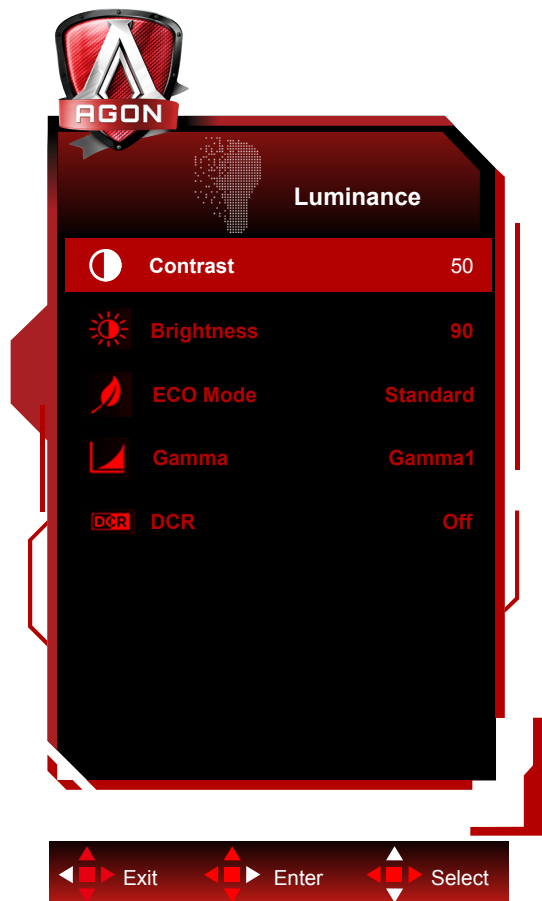 AGON
Luminance
Contrast 50
Brightness 90
ECO Mode Standard
Gamma Gamma1
DCR DCR Off
Exit Enter Select